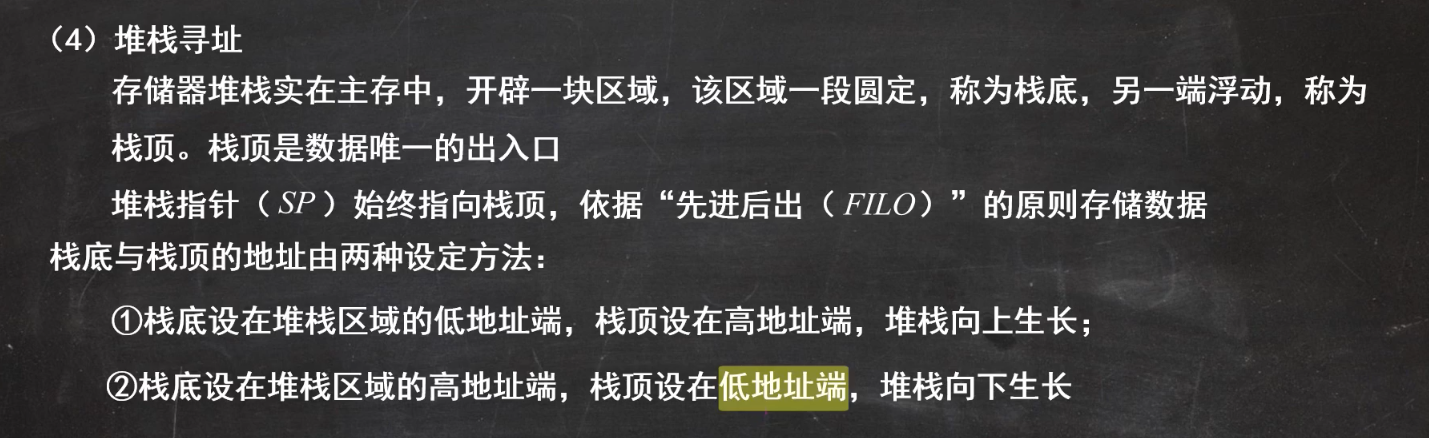 （4）堆栈寻址
存储器堆栈实在主存中，开辟一块区域，该区域一段圆定，称为栈底，另一端浮动，称为
栈顶。栈顶是数据唯一的出入口
堆栈指针（SP）始终指向栈顶，依据“先进后出（FILO）”的原则存储数据
栈底与栈顶的地址由两种设定方法：
①栈底设在堆栈区域的低地址端，栈顶设在高地址端，堆栈向上生长；
②栈底设在堆栈区域的高地址端，栈顶设在低地址端，堆栈向下生长